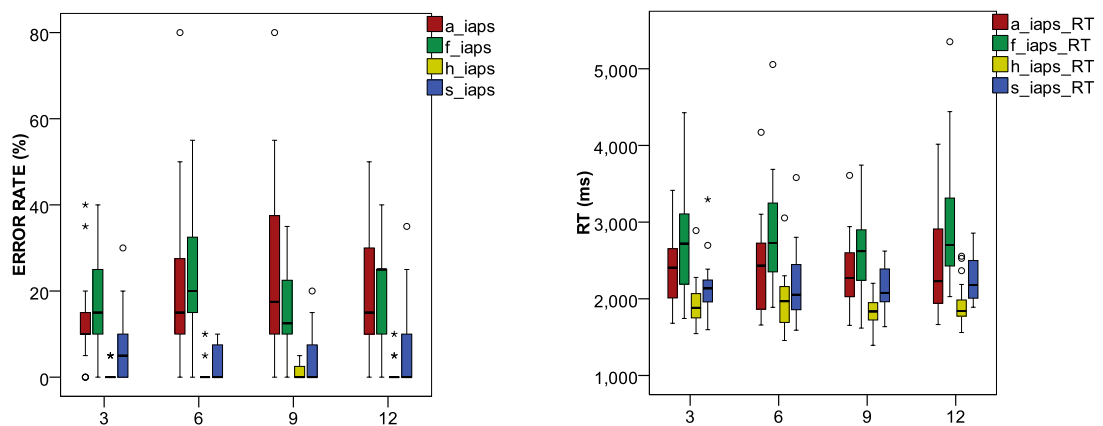 ERROR RATE (%)
80
60
40
20
0
3 6 9 12
a_iaps
f_iaps
h_iaps
s_iaps
RT (ms)
5,000
4,000
3,000
2,000
1,000
3 6 9 12
a_iaps_RT
f_iaps_RT
h_iaps_RT
s_iaps_RT